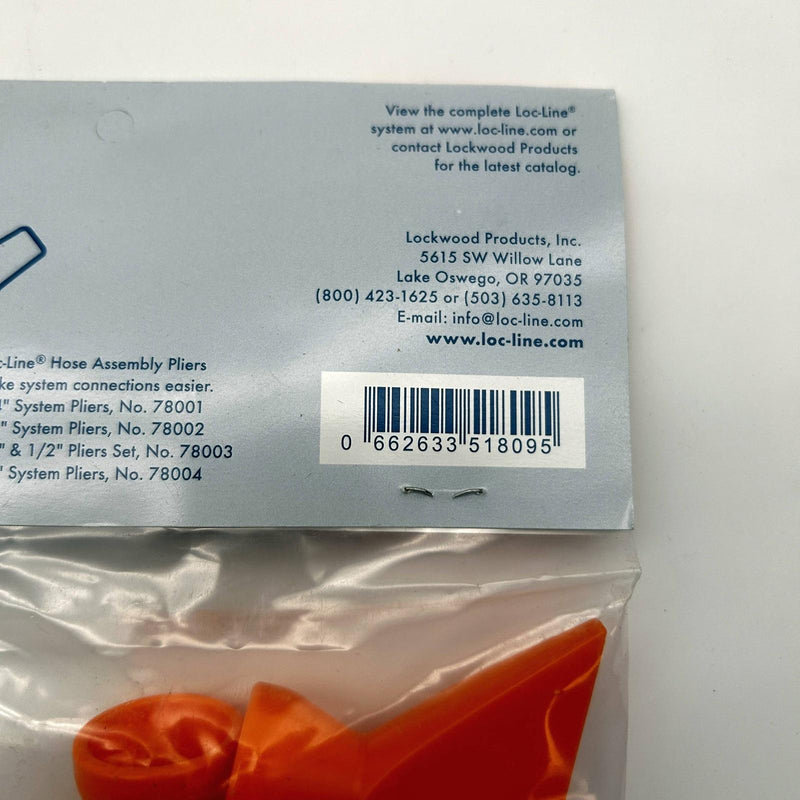 View the complete Loc-Line®
system at www.loc-line.com or
contact Lockwood Products
for the latest catalog.
Lockwood Products, Inc.
5615 SW Willow Lane
Lake Oswego, OR 97035
(800) 423-1625 or (503) 635-8113
E-mail: info@loc-line.com
www.loc-line.com
c-Line® Hose Assembly Pliers
ke system connections easier.
4" System Pliers, No. 78001
" System Pliers, No. 78002
" & 1/2" Pliers Set, No. 78003
" System Pliers, No. 78004
0 662633 518095